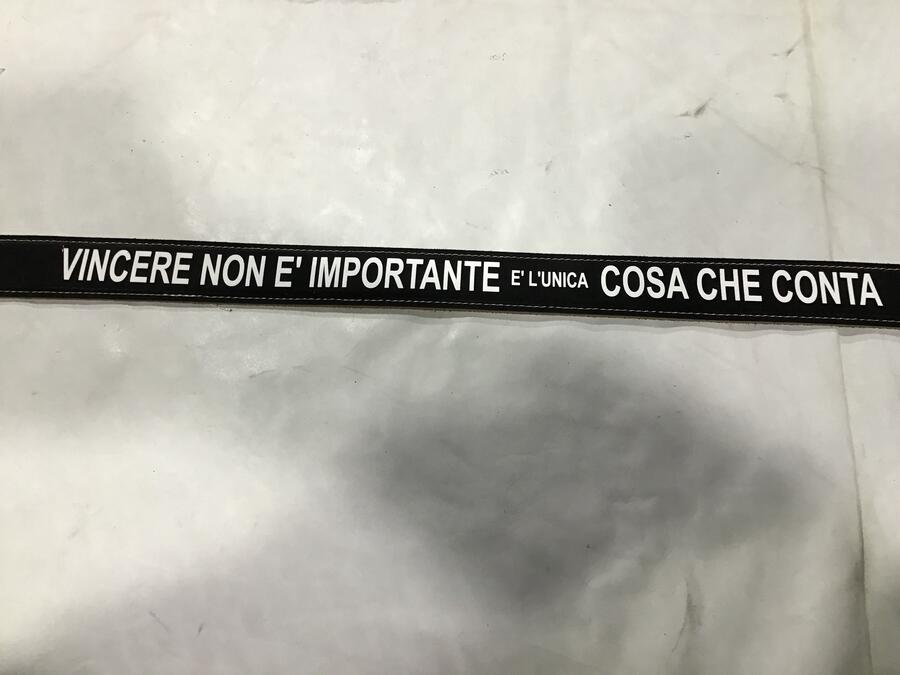 VINCERE NON E' IMPORTANTE E' L'UNICA COSA CHE CONTA